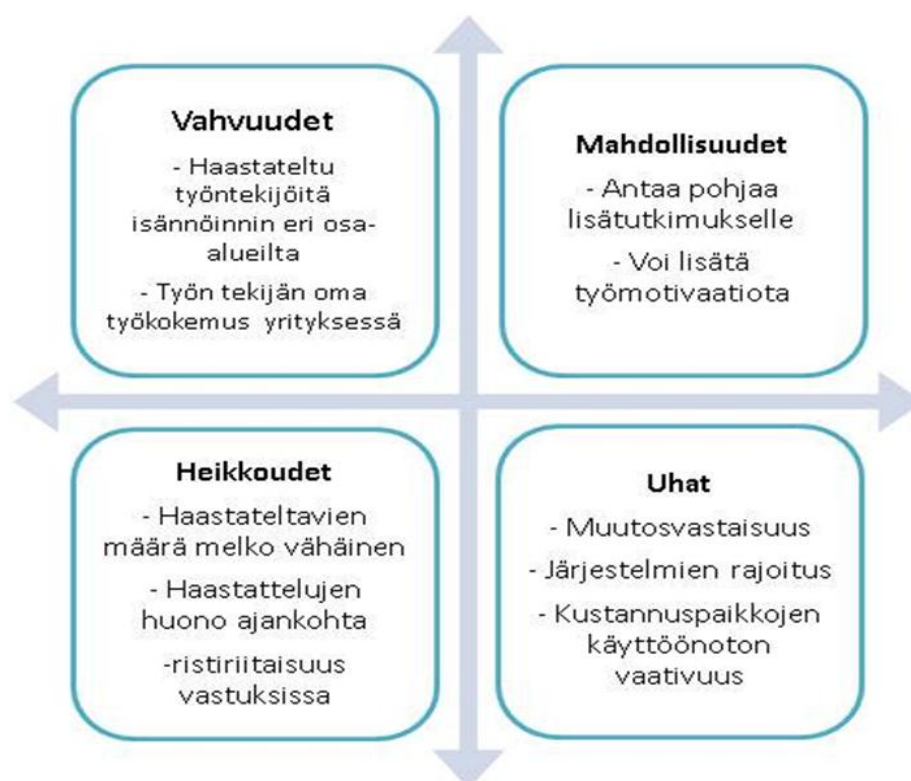 Vahvuudet
- Haastateltu
työntekijöitä
isännöinnin eri osa-
alueilta
- Työn tekijän oma
työkokemus yrityksessä
Mahdollisuudet
- Antaa pohjaa
lisätutkimukselle
- Voi lisätä
työmotivaatiota
Heikkoudet
- Haastateltavien
määrä melko vähäinen
- Haastattelujen
huono ajankohta
-ristiriitaisuus
vastuksissa
Uhat
- Muutosvastaisuus
- Järjestelmien rajoitus
- Kustannuspaikkojen
käyttöönoton
vaativuus